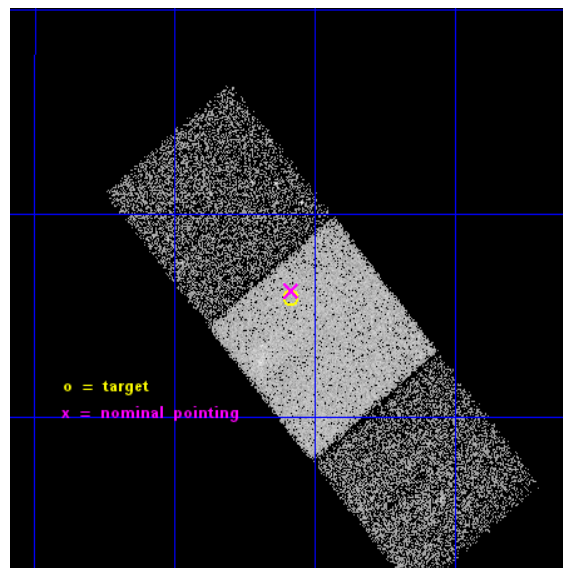 o = target
x = nominal pointing